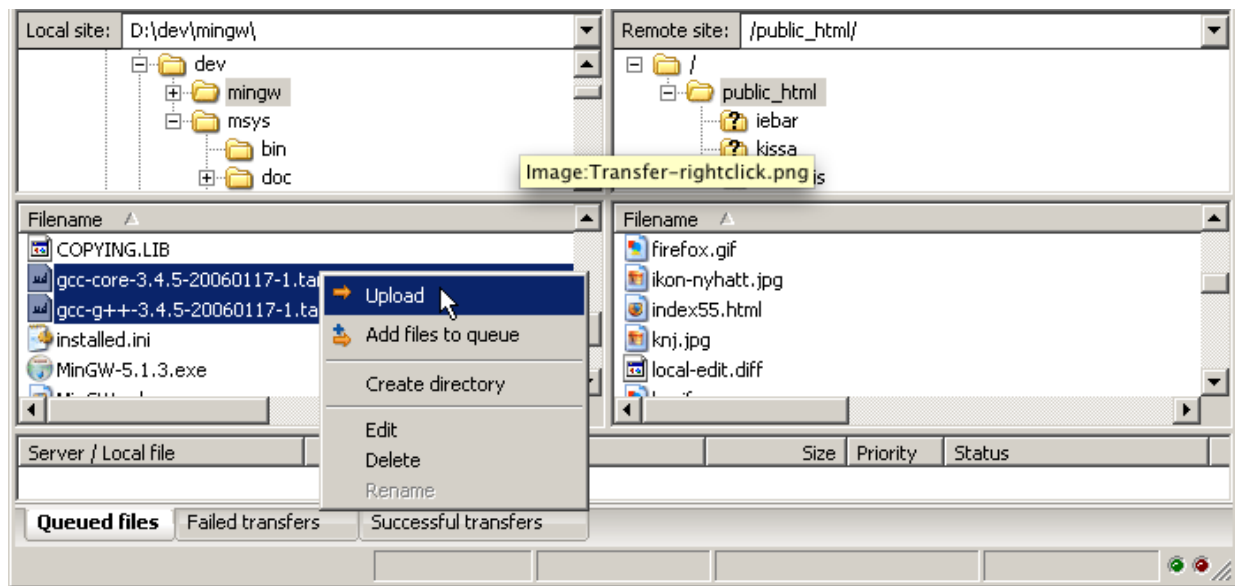 Local site: D:\dev\mingw\
dev
mingw
msys
bin
doc
Remote site: /public_html/
/
public_html
iebar
kissa
Image:Transfer-rightclick.png
Filename
COPYING.LIB
gcc-core-3.4.5-20060117-1.tar
gcc-g++-3.4.5-20060117-1.ta
installed.ini
MinGW-5.1.3.exe
Upload
Add files to queue
Create directory
Edit
Delete
Rename
Filename
firefox.gif
ikon-nyhatt.jpg
index55.html
knj.jpg
local-edit.diff
Server / Local file
Size Priority Status
Queued files Failed transfers Successful transfers